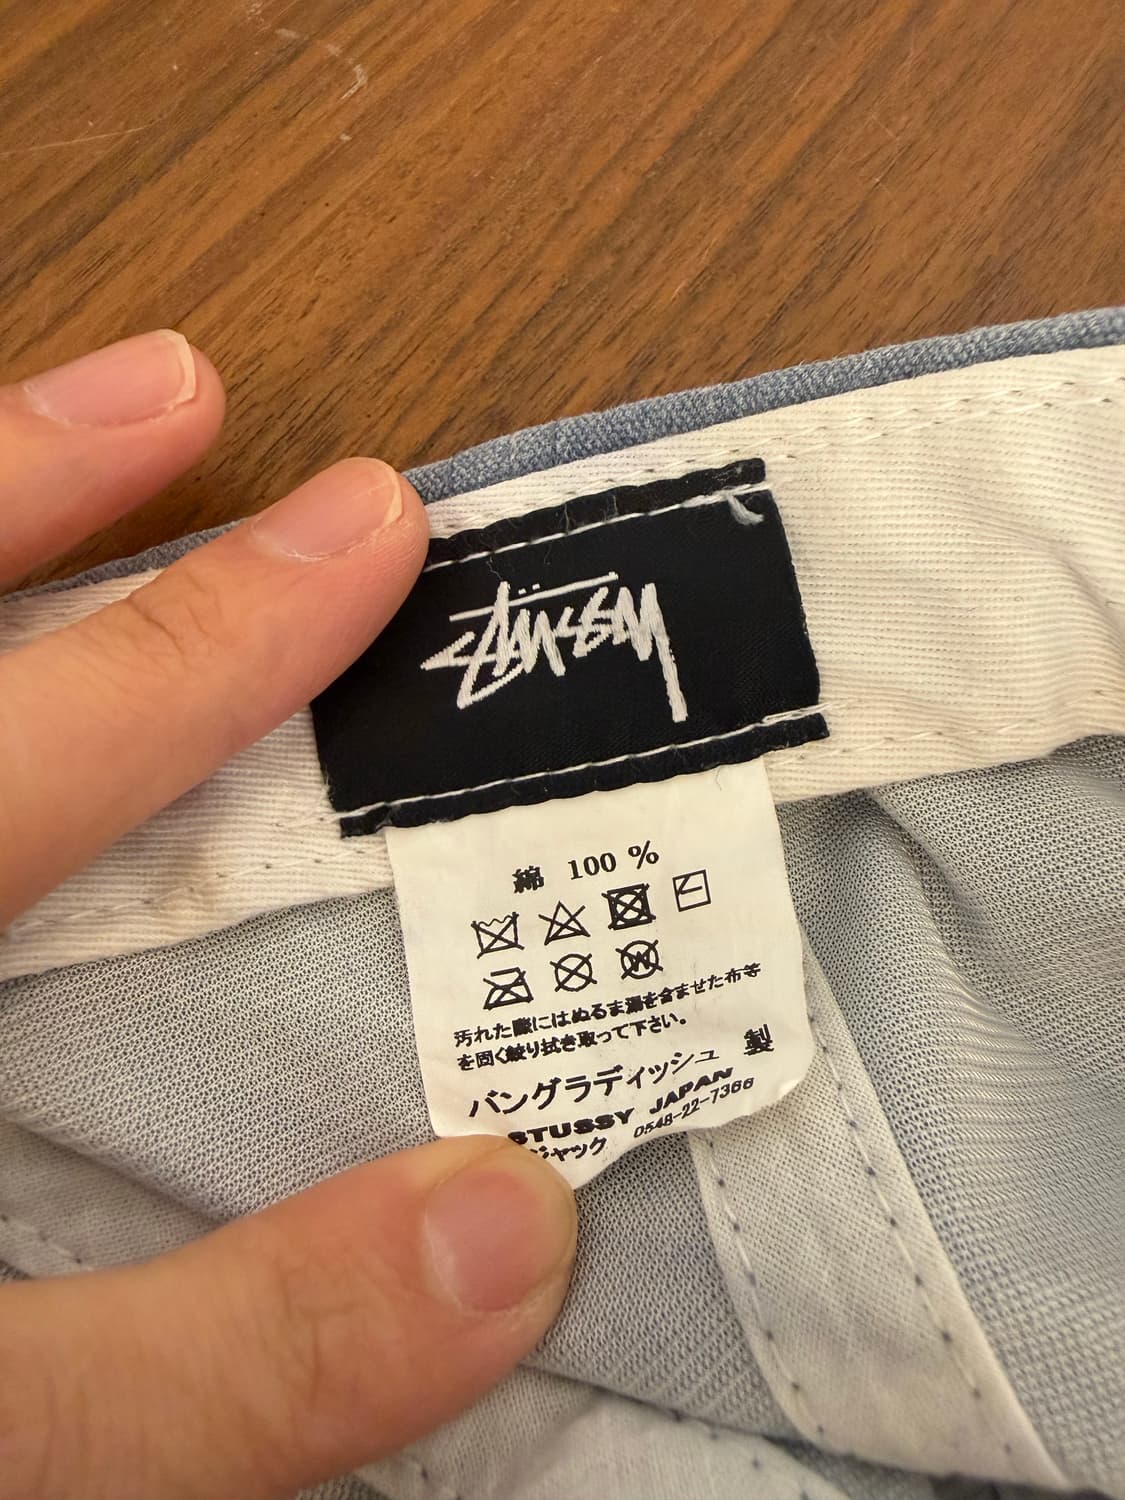 Stüssy
綿 100 %
汚れた際にはぬるま湯を含ませた布等
を固く絞り拭き取って下さい。
バングラディッシュ 製
STUSSY JAPAN
ジャック 0548-22-7366